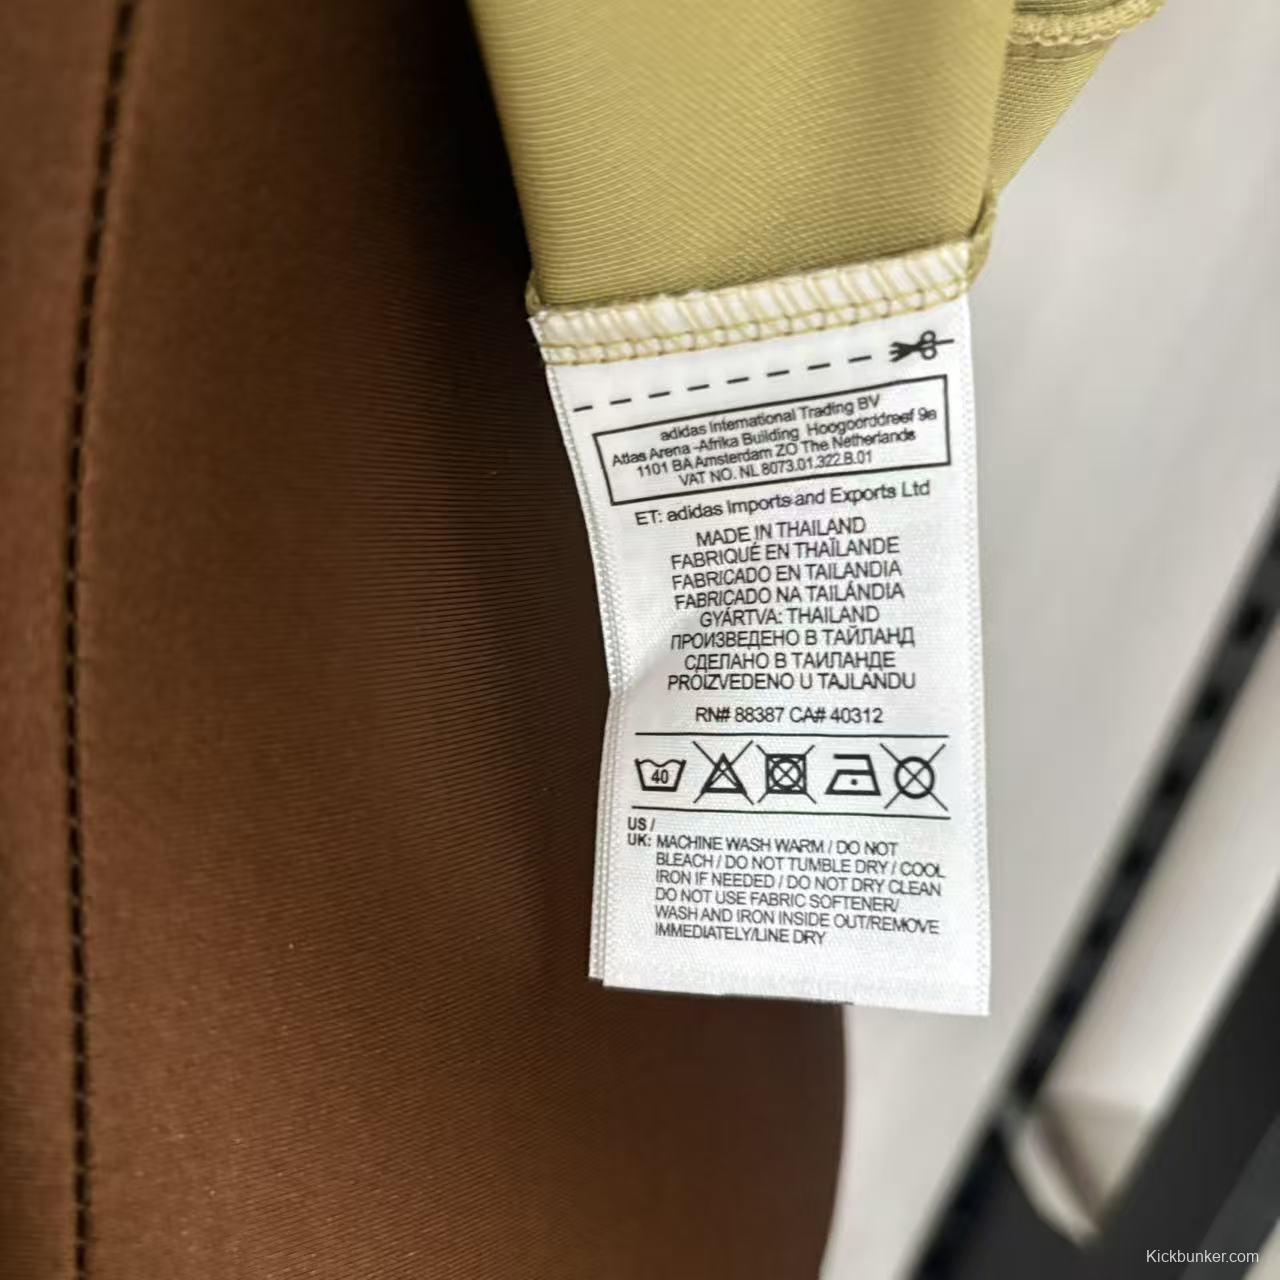 adidas International Trading BV
Atlas Arena -Afrika Building Hoogoorddreef 9a
1101 BA Amsterdam ZO The Netherlands
VAT NO. NL 8073.01.322.B.01
ET: adidas Imports and Exports Ltd
MADE IN THAILAND
FABRIQUÉ EN THAÏLANDE
FABRICADO EN TAILANDIA
FABRICADO NA TAILÁNDIA
GYÁRTVA: THAILAND
ПРОИЗВЕДЕНО В ТАЙЛАНД
СДЕЛАНО В ТАИЛАНДЕ
PROIZVEDENO U TAJLANDU
RN# 88387 CA# 40312
40
US /
UK: MACHINE WASH WARM / DO NOT
BLEACH / DO NOT TUMBLE DRY / COOL
IRON IF NEEDED / DO NOT DRY CLEAN
DO NOT USE FABRIC SOFTENER/
WASH AND IRON INSIDE OUT/REMOVE
IMMEDIATELY/LINE DRY
Kickbunker.com